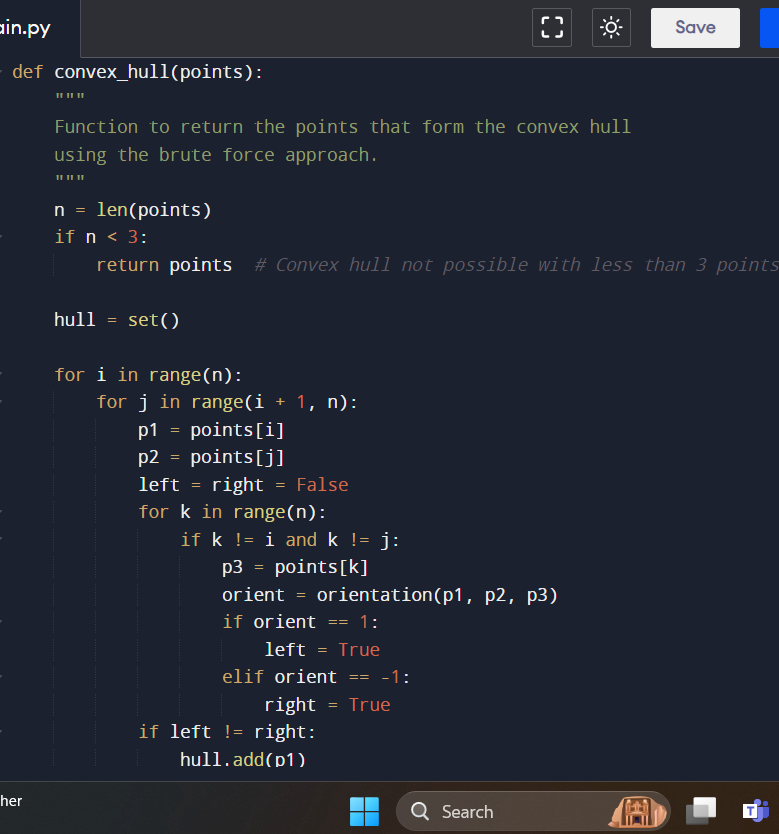 ain.py
Save
def convex_hull(points):
"""
Function to return the points that form the convex hull
using the brute force approach.
"""
n = len(points)
if n < 3:
return points  # Convex hull not possible with less than 3 points
hull = set()
for i in range(n):
for j in range(i + 1, n):
p1 = points[i]
p2 = points[j]
left = right = False
for k in range(n):
if k != i and k != j:
p3 = points[k]
orient = orientation(p1, p2, p3)
if orient == 1:
left = True
elif orient == -1:
right = True
if left != right:
hull.add(p1)
her
Search
T